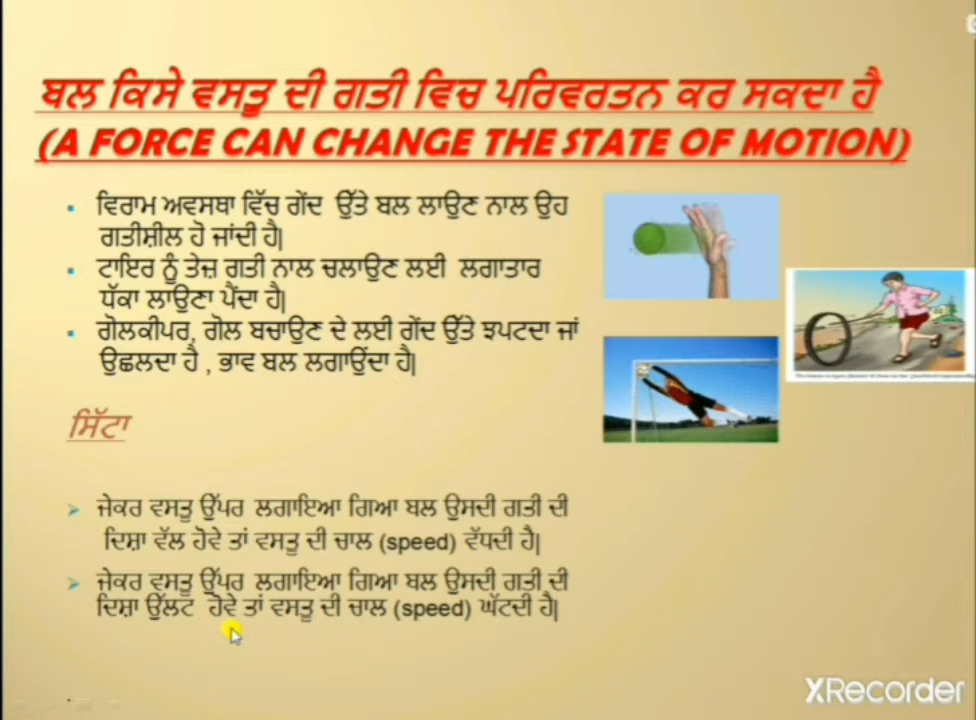 ਬਲ ਕਿਸੇ ਵਸਤੂ ਦੀ ਗਤੀ ਵਿਚ ਪਰਿਵਰਤਨ ਕਰ ਸਕਦਾ ਹੈ
(A FORCE CAN CHANGE THE STATE OF MOTION)
ਵਿਰਾਮ ਅਵਸਥਾ ਵਿੱਚ ਗੇਂਦ ਉੱਤੇ ਬਲ ਲਾਉਣ ਨਾਲ ਉਹ
ਗਤੀਸ਼ੀਲ ਹੋ ਜਾਂਦੀ ਹੈ|
ਟਾਇਰ ਨੂੰ ਤੇਜ਼ ਗਤੀ ਨਾਲ ਚਲਾਉਣ ਲਈ ਲਗਾਤਾਰ
ਧੱਕਾ ਲਾਉਣਾ ਪੈਂਦਾ ਹੈ|
ਗੋਲਕੀਪਰ, ਗੋਲ ਬਚਾਉਣ ਦੇ ਲਈ ਗੇਂਦ ਉੱਤੇ ਝਪਟਦਾ ਜਾਂ
ਉਛਲਦਾ ਹੈ , ਭਾਵ ਬਲ ਲਗਾਉਂਦਾ ਹੈ|
ਸਿੱਟਾ
ਜੇਕਰ ਵਸਤੂ ਉੱਪਰ ਲਗਾਇਆ ਗਿਆ ਬਲ ਉਸਦੀ ਗਤੀ ਦੀ
ਦਿਸ਼ਾ ਵੱਲ ਹੋਵੇ ਤਾਂ ਵਸਤੂ ਦੀ ਚਾਲ (speed) ਵੱਧਦੀ ਹੈ|
ਜੇਕਰ ਵਸਤੂ ਉੱਪਰ ਲਗਾਇਆ ਗਿਆ ਬਲ ਉਸਦੀ ਗਤੀ ਦੀ
ਦਿਸ਼ਾ ਉੱਲਟ ਹੋਵੇ ਤਾਂ ਵਸਤੂ ਦੀ ਚਾਲ (speed) ਘੱਟਦੀ ਹੈ|
XRecorder